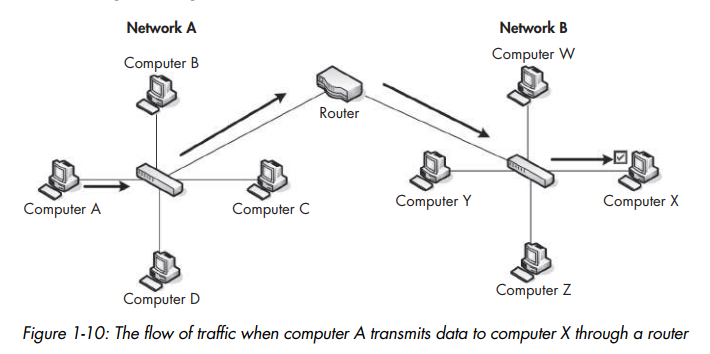 Network A
Network B
Computer B
Computer W
Router
Computer A
Computer C
Computer Y
Computer X
Computer D
Computer Z
Figure 1-10: The flow of traffic when computer A transmits data to computer X through a router